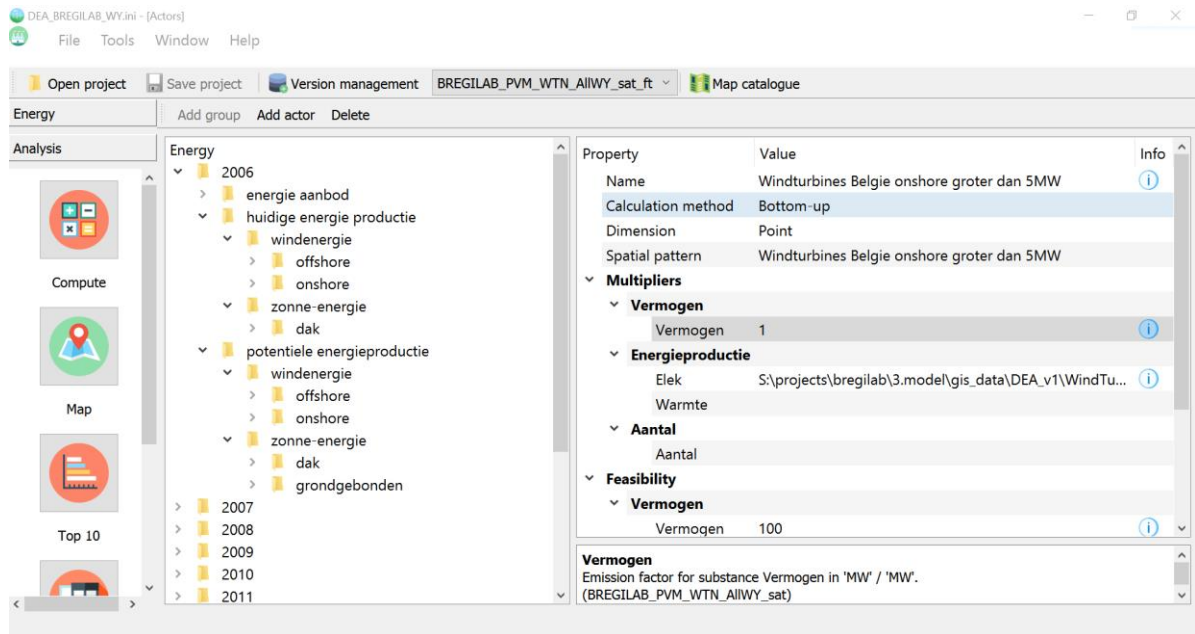 DEA_BREGILAB_WY.ini - [Actors]
File Tools Window Help
Open project Save project Version management BREGILAB_PVM_WTN_AllWY_sat_ft Map catalogue
Energy
Add group Add actor Delete
Analysis
Compute
Map
Top 10
Energy
2006
energie aanbod
huidige energie productie
windenergie
offshore
onshore
zonne-energie
dak
potentiele energieproductie
windenergie
offshore
onshore
zonne-energie
dak
grondgebonden
2007
2008
2009
2010
2011
Property Value Info
Name Windturbines Belgie onshore groter dan 5MW
Calculation method Bottom-up
Dimension Point
Spatial pattern Windturbines Belgie onshore groter dan 5MW
Multipliers
Vermogen
Vermogen 1
Energieproductie
Elek S:\projects\bregilab\3.model\gis_data\DEA_v1\WindTu...
Warmte
Aantal
Aantal
Feasibility
Vermogen
Vermogen 100
Vermogen
Emission factor for substance Vermogen in 'MW' / 'MW'.
(BREGILAB_PVM_WTN_AllWY_sat)